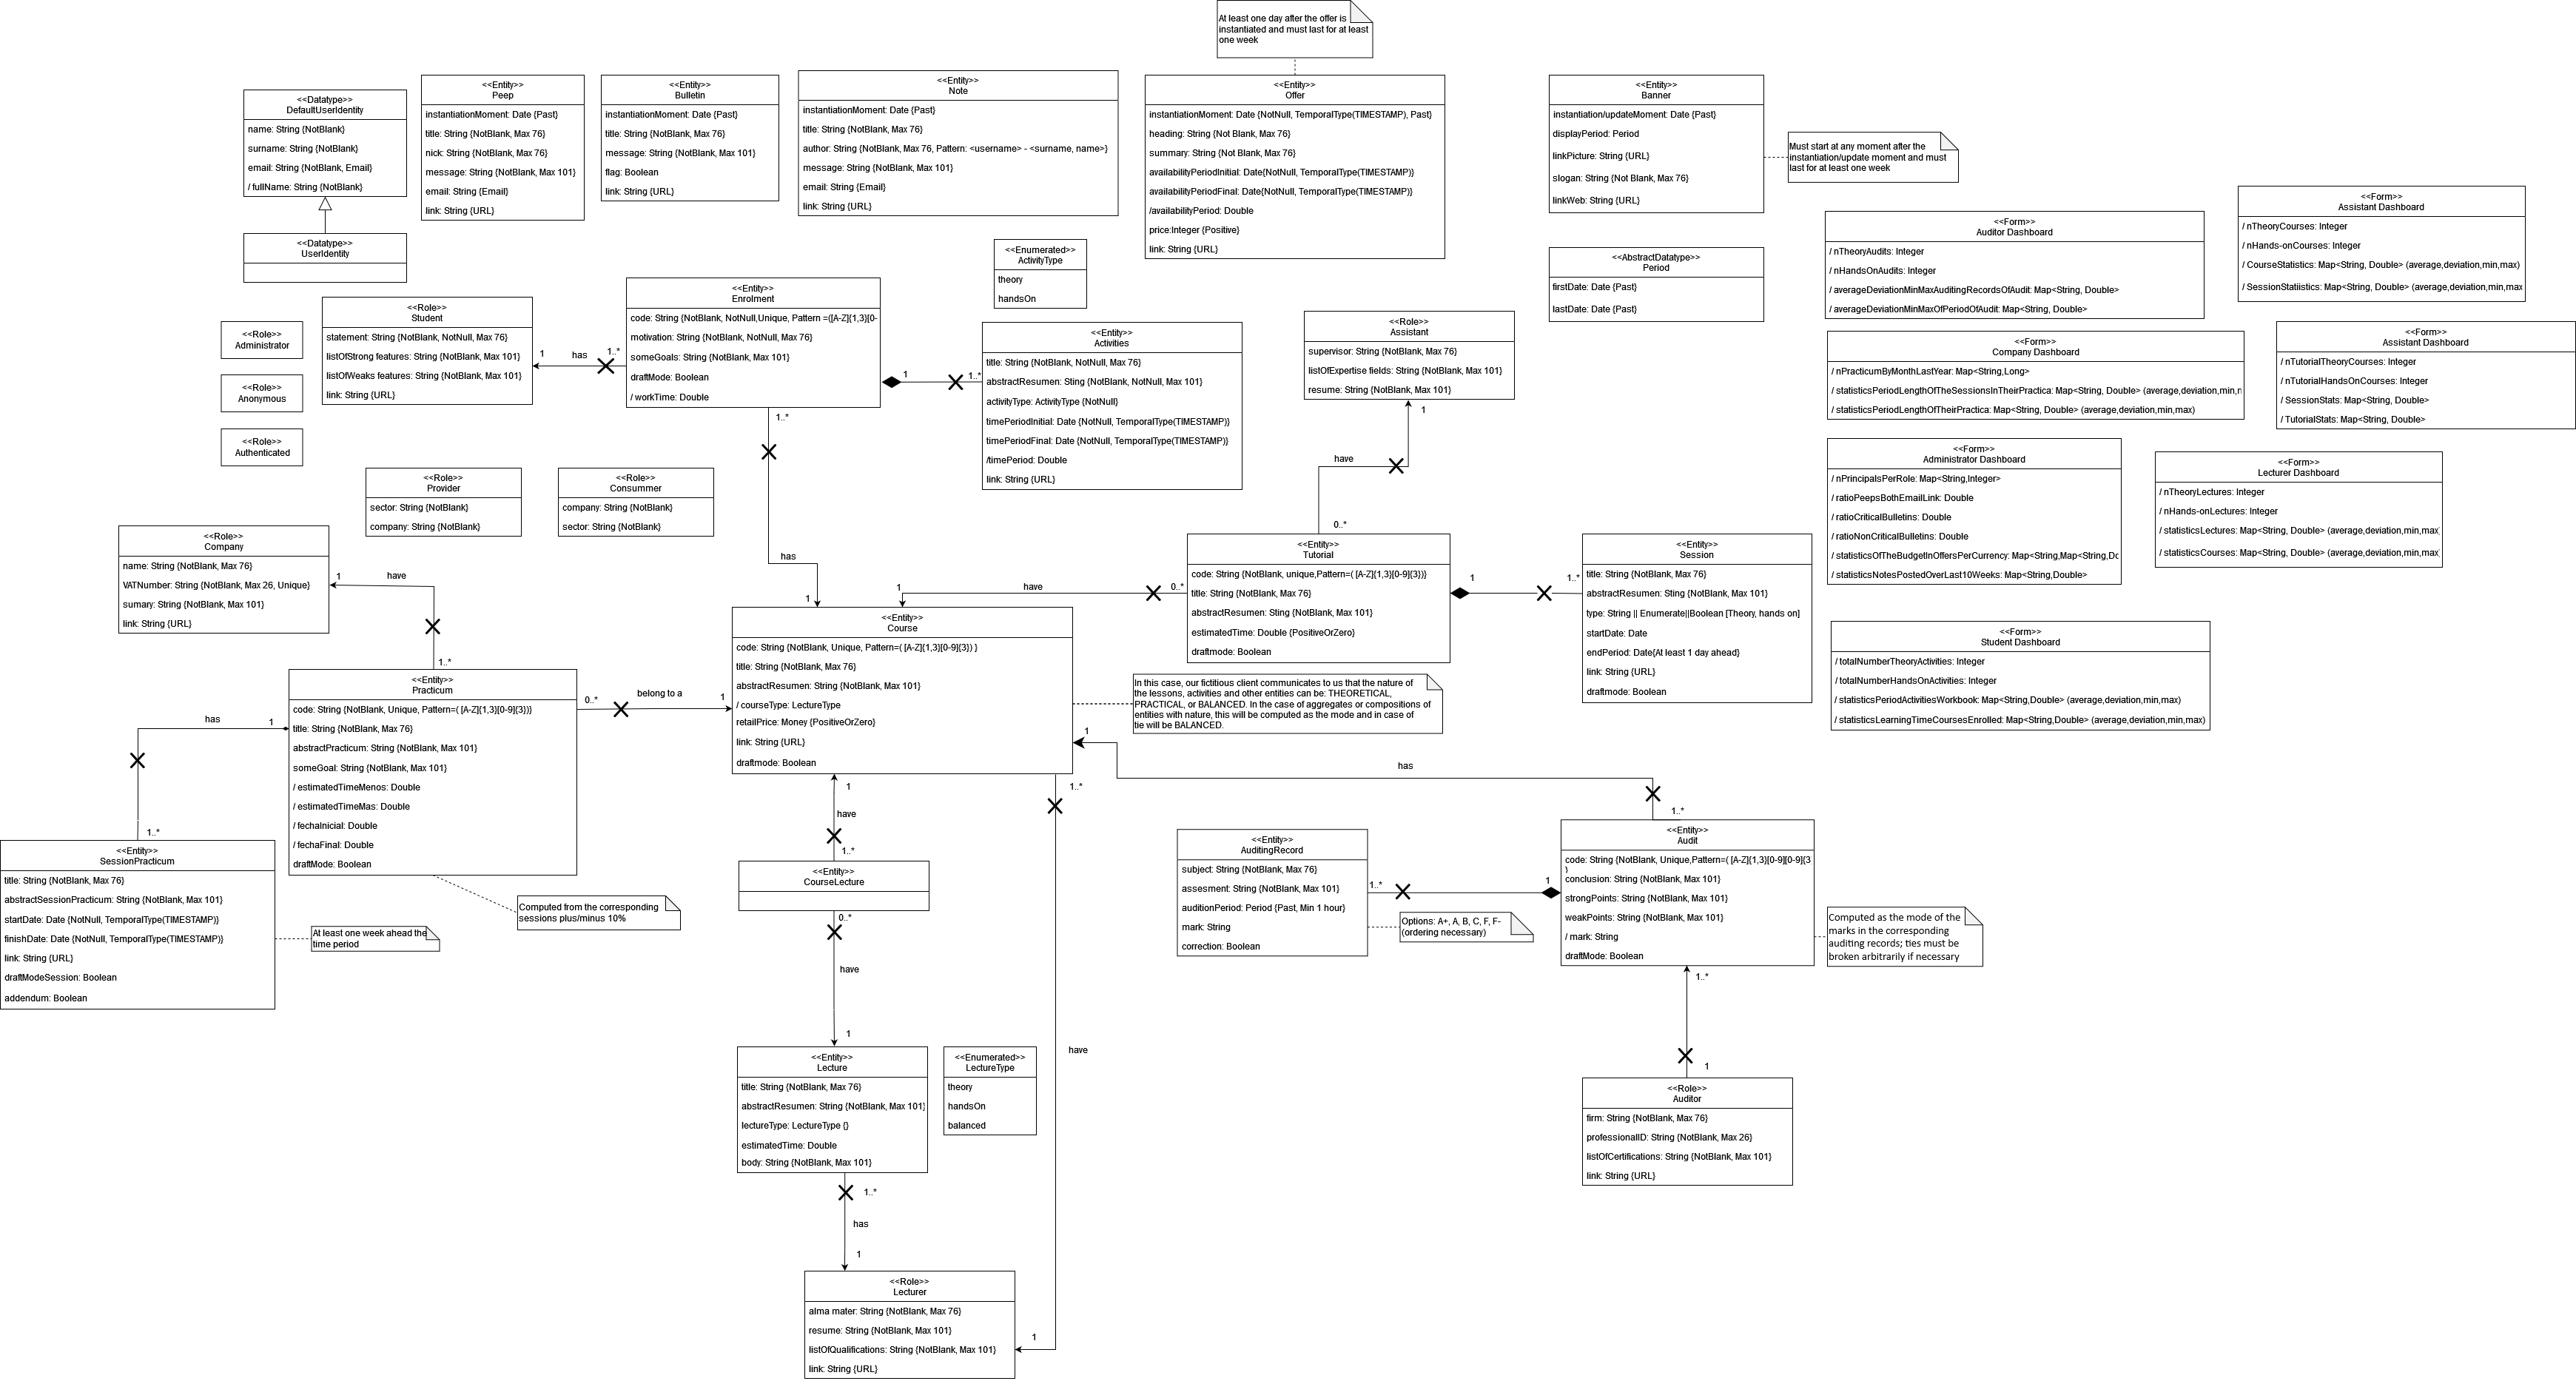 At least one day after the offer is
instantiated and must last for at least
one week
<<Datatype>>
DefaultUserIdentity
name: String {NotBlank}
surname: String {NotBlank}
email: String {NotBlank, Email}
/ fullName: String {NotBlank}
<<Datatype>>
UserIdentity
<<Entity>>
Peep
instantiationMoment: Date {Past}
title: String {NotBlank, Max 76}
nick: String {NotBlank, Max 76}
message: String {NotBlank, Max 101}
email: String {Email}
link: String {URL}
<<Entity>>
Bulletin
instantiationMoment: Date {Past}
title: String {NotBlank, Max 76}
message: String {NotBlank, Max 101}
flag: Boolean
link: String {URL}
<<Entity>>
Note
instantiationMoment: Date {Past}
title: String {NotBlank, Max 76}
author: String {NotBlank, Max 76, Pattern: <username> - <surname, name>}
message: String {NotBlank, Max 101}
email: String {Email}
link: String {URL}
<<Entity>>
Offer
instantiationMoment: Date {NotNull, TemporalType(TIMESTAMP), Past}
heading: String {Not Blank, Max 76}
summary: String {Not Blank, Max 76}
availabilityPeriodInitial: Date{NotNull, TemporalType(TIMESTAMP)}
availabilityPeriodFinal: Date{NotNull, TemporalType(TIMESTAMP)}
/availabilityPeriod: Double
price:Integer {Positive}
link: String {URL}
<<Entity>>
Banner
instantiation/updateMoment: Date {Past}
displayPeriod: Period
linkPicture: String {URL}
slogan: String {Not Blank, Max 76}
linkWeb: String {URL}
Must start at any moment after the
instantiation/update moment and must
last for at least one week
<<AbstractDatatype>>
Period
firstDate: Date {Past}
lastDate: Date {Past}
<<Form>>
Auditor Dashboard
/ nTheoryAudits: Integer
/ nHandsOnAudits: Integer
/ averageDeviationMinMaxAuditingRecordsOfAudit: Map<String, Double>
/ averageDeviationMinMaxOfPeriodOfAudit: Map<String, Double>
<<Form>>
Assistant Dashboard
/ nTheoryCourses: Integer
/ nHands-onCourses: Integer
/ CourseStatistics: Map<String, Double> (average,deviation,min,max)
/ SessionStatiistics: Map<String, Double> (average,deviation,min,max
<<Form>>
Company Dashboard
/ nPracticumByMonthLastYear: Map<String,Long>
/ statisticsPeriodLengthOfTheSessionsInTheirPractica: Map<String, Double> (average,deviation,min,n
/ statisticsPeriodLengthOfTheirPractica: Map<String, Double> (average,deviation,min,max)
<<Form>>
Assistant Dashboard
/ nTutorialTheoryCourses: Integer
/ nTutorialHandsOnCourses: Integer
/ SessionStats: Map<String, Double>
/ TutorialStats: Map<String, Double>
<<Form>>
Administrator Dashboard
/ nPrincipalsPerRole: Map<String,Integer>
/ ratioPeepsBothEmailLink: Double
/ ratioCriticalBulletins: Double
/ ratioNonCriticalBulletins: Double
/ statisticsOfTheBudgetInOffersPerCurrency: Map<String,Map<String,Dc
/ statisticsNotesPostedOverLast10Weeks: Map<String,Double>
<<Form>>
Lecturer Dashboard
/ nTheoryLectures: Integer
/ nHands-onLectures: Integer
/ statisticsLectures: Map<String, Double> (average,deviation,min,max)
/ statisticsCourses: Map<String, Double> (average,deviation,min,max)
<<Form>>
Student Dashboard
/ totalNumberTheoryActivities: Integer
/ totalNumberHandsOnActivities: Integer
/ statisticsPeriodActivitiesWorkbook: Map<String,Double> (average,deviation,min,max)
/ statisticsLearningTimeCoursesEnrolled: Map<String,Double> (average,deviation,min,max)
<<Enumerated>>
ActivityType
theory
handsOn
<<Role>>
Administrator
<<Role>>
Anonymous
<<Role>>
Authenticated
<<Role>>
Student
statement: String {NotBlank, NotNull, Max 76}
listOfStrong features: String {NotBlank, Max 101}
listOfWeaks features: String {NotBlank, Max 101}
link: String {URL}
1
has
1..*
<<Entity>>
Enrolment
code: String {NotBlank, NotNull,Unique, Pattern =([A-Z]{1,3}[0-
motivation: String {NotBlank, NotNull, Max 76}
someGoals: String {NotBlank, Max 101}
draftMode: Boolean
/ workTime: Double
1
1..*
<<Entity>>
Activities
title: String {NotBlank, NotNull, Max 76}
abstractResumen: Sting {NotBlank, NotNull, Max 101}
activityType: ActivityType {NotNull}
timePeriodInitial: Date {NotNull, TemporalType(TIMESTAMP)}
timePeriodFinal: Date {NotNull, TemporalType(TIMESTAMP)}
/timePeriod: Double
link: String {URL}
<<Role>>
Assistant
supervisor: String {NotBlank, Max 76}
listOfExpertise fields: String {NotBlank, Max 101}
resume: String {NotBlank, Max 101}
1
have
0..*
1..*
has
1
<<Role>>
Provider
sector: String {NotBlank}
company: String {NotBlank}
<<Role>>
Consummer
company: String {NotBlank}
sector: String {NotBlank}
<<Role>>
Company
name: String {NotBlank, Max 76}
VATNumber: String {NotBlank, Max 26, Unique}
sumary: String {NotBlank, Max 101}
link: String {URL}
1
have
1..*
<<Entity>>
Tutorial
code: String {NotBlank, unique,Pattern=( [A-Z]{1,3}[0-9]{3})}
title: String {NotBlank, Max 76}
abstractResumen: Sting {NotBlank, Max 101}
estimatedTime: Double {PositiveOrZero}
draftmode: Boolean
1
have
0..*
1
1..*
<<Entity>>
Session
title: String {NotBlank, Max 76}
abstractResumen: Sting {NotBlank, Max 101}
type: String || Enumerate||Boolean [Theory, hands on]
startDate: Date
endPeriod: Date{At least 1 day ahead}
link: String {URL}
draftmode: Boolean
<<Entity>>
Course
code: String {NotBlank, Unique, Pattern=( [A-Z]{1,3}[0-9]{3}) }
title: String {NotBlank, Max 76}
abstractResumen: String {NotBlank, Max 101}
/ courseType: LectureType
retailPrice: Money {PositiveOrZero}
link: String {URL}
draftmode: Boolean
In this case, our fictitious client communicates to us that the nature of
the lessons, activities and other entities can be: THEORETICAL,
PRACTICAL, or BALANCED. In the case of aggregates or compositions of
entities with nature, this will be computed as the mode and in case of
tie will be BALANCED.
<<Entity>>
Practicum
code: String {NotBlank, Unique, Pattern=( [A-Z]{1,3}[0-9]{3})}
title: String {NotBlank, Max 76}
abstractPracticum: String {NotBlank, Max 101}
someGoal: String {NotBlank, Max 101}
/ estimatedTimeMenos: Double
/ estimatedTimeMas: Double
/ fechaInicial: Double
/ fechaFinal: Double
draftMode: Boolean
0..*
belong to a
1
has
1
1..*
<<Entity>>
SessionPracticum
title: String {NotBlank, Max 76}
abstractSessionPracticum: String {NotBlank, Max 101}
startDate: Date {NotNull, TemporalType(TIMESTAMP)}
finishDate: Date {NotNull, TemporalType(TIMESTAMP)}
link: String {URL}
draftModeSession: Boolean
addendum: Boolean
At least one week ahead the
time period
Computed from the corresponding
sessions plus/minus 10%
1
have
1..*
<<Entity>>
CourseLecture
0..*
have
1
<<Entity>>
Lecture
title: String {NotBlank, Max 76}
abstractResumen: String {NotBlank, Max 101}
lectureType: LectureType {}
estimatedTime: Double
body: String {NotBlank, Max 101}
<<Enumerated>>
LectureType
theory
handsOn
balanced
1..*
has
1
<<Role>>
Lecturer
alma mater: String {NotBlank, Max 76}
resume: String {NotBlank, Max 101}
listOfQualifications: String {NotBlank, Max 101}
link: String {URL}
1..*
have
1
1
has
1..*
<<Entity>>
AuditingRecord
subject: String {NotBlank, Max 76}
assesment: String {NotBlank, Max 101}
auditionPeriod: Period {Past, Min 1 hour}
mark: String
correction: Boolean
Options: A+, A, B, C, F, F-
(ordering necessary)
1..*
1
<<Entity>>
Audit
code: String {NotBlank, Unique,Pattern=( [A-Z]{1,3}[0-9][0-9]{3
)
conclusion: String {NotBlank, Max 101}
strongPoints: String {NotBlank, Max 101}
weakPoints: String {NotBlank, Max 101}
/ mark: String
draftMode: Boolean
Computed as the mode of the
marks in the corresponding
auditing records; ties must be
broken arbitrarily if necessary
1..*
1
<<Role>>
Auditor
firm: String {NotBlank, Max 76}
professionalID: String {NotBlank, Max 26}
listOfCertifications: String {NotBlank, Max 101}
link: String {URL}